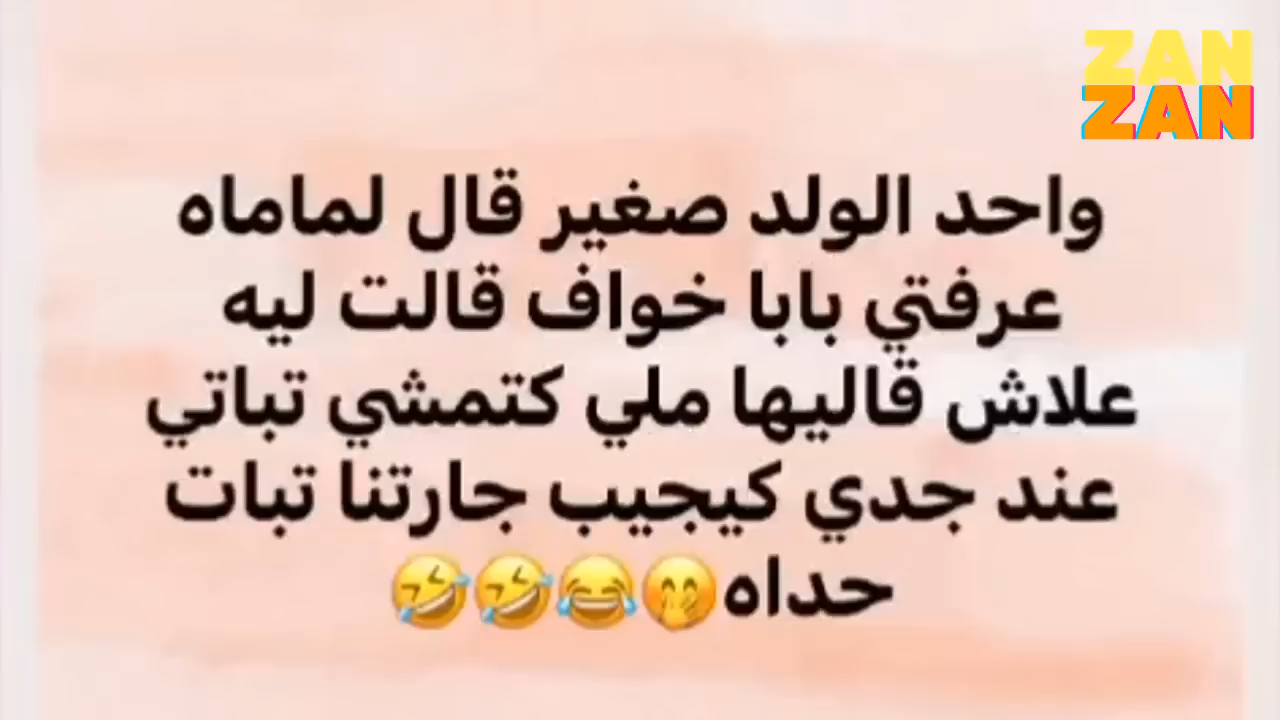 ZAN
ZAN
واحد الولد صغير قال لماماه
عرفتي بابا خواف قالت ليه
علاش قاليها ملي كتمشي تباتي
عند جدي كيجيب جارتنا تبات
حداه🤭😂🤣🤣